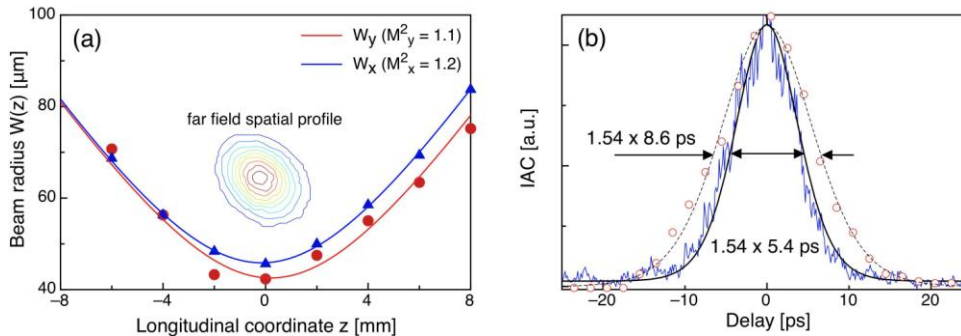 (a)
W_y (M²_y = 1.1)
W_x (M²_x = 1.2)
far field spatial profile
Beam radius W(z) [µm]
100
80
60
40
−8
−4
0
4
8
Longitudinal coordinate z [mm]
(b)
1.54 x 8.6 ps
1.54 x 5.4 ps
IAC [a.u.]
−20
−10
0
10
20
Delay [ps]